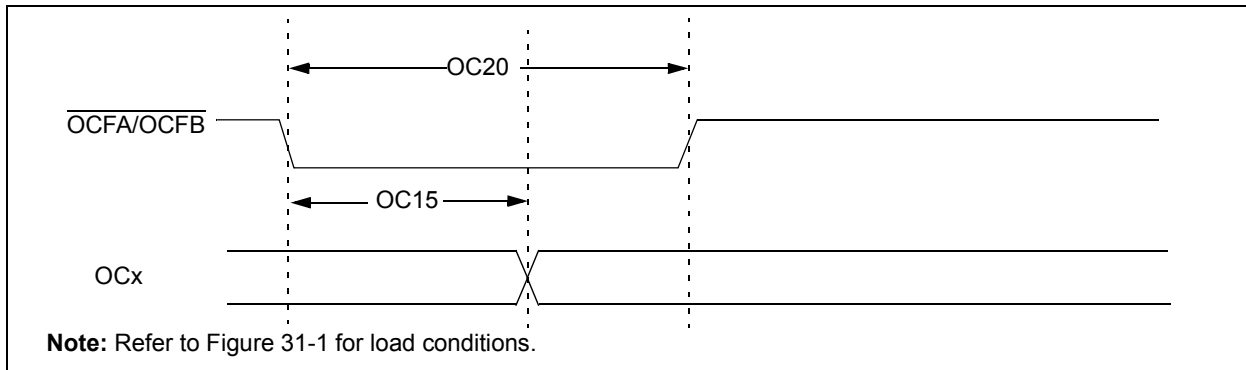 OC20
OCFA/OCFB
OC15
OCx
Note: Refer to Figure 31-1 for load conditions.